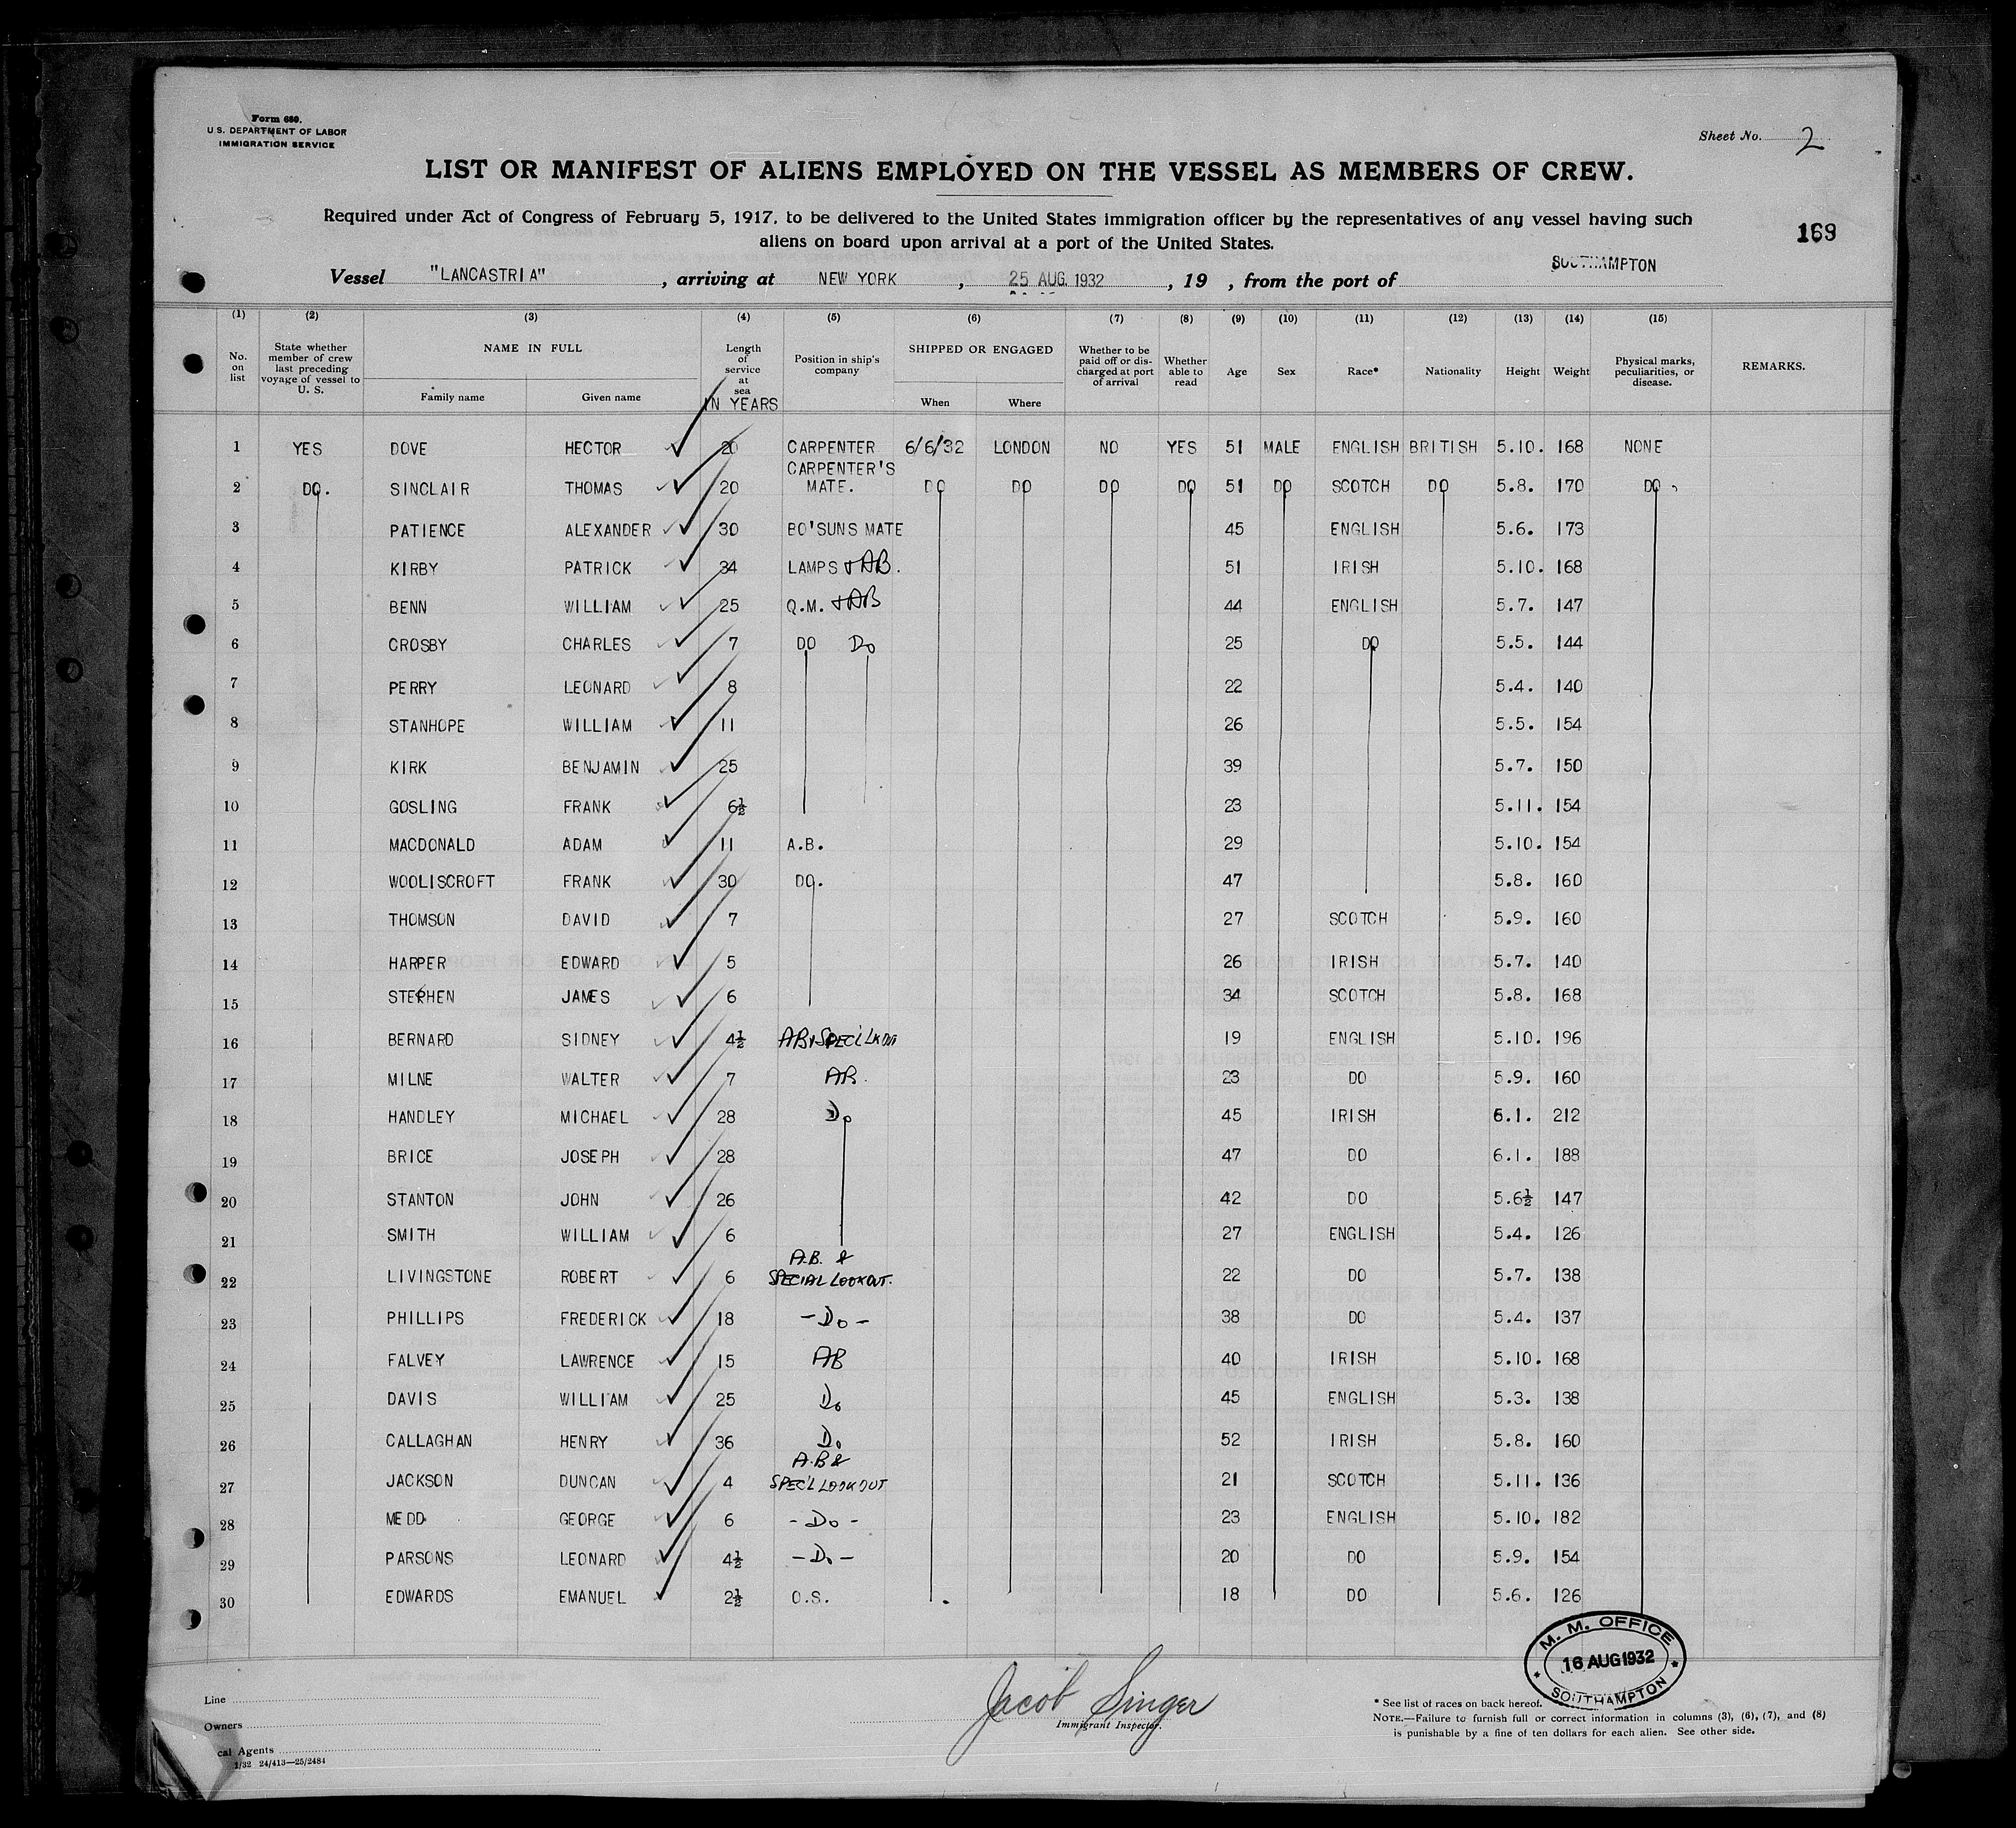 Form 680.
U.S. DEPARTMENT OF LABOR
IMMIGRATION SERVICE
Sheet No. 2
LIST OR MANIFEST OF ALIENS EMPLOYED ON THE VESSEL AS MEMBERS OF CREW.
Required under Act of Congress of February 5, 1917, to be delivered to the United States immigration officer by the representatives of any vessel having such
aliens on board upon arrival at a port of the United States.
169
Vessel "LANCASTRIA", arriving at NEW YORK, 25 AUG. 1932, 19 , from the port of SOUTHAMPTON
(1) (2) (3) (4) (5) (6) (7) (8) (9) (10) (11) (12) (13) (14) (15)
No. on list
State whether member of crew last preceding voyage of vessel to U. S.
NAME IN FULL
Family name Given name
Length of service at sea
IN YEARS
Position in ship's company
SHIPPED OR ENGAGED
When Where
Whether to be paid off or discharged at port of arrival
Whether able to read
Age
Sex
Race*
Nationality
Height
Weight
Physical marks, peculiarities, or disease.
REMARKS.
1 YES DOVE HECTOR 20 CARPENTER 6/6/32 LONDON NO YES 51 MALE ENGLISH BRITISH 5.10. 168 NONE
2 DO. SINCLAIR THOMAS 20 CARPENTER'S MATE. DO DO DO DO 51 DO SCOTCH DO 5.8. 170 DO
3 PATIENCE ALEXANDER 30 BO'SUNS MATE 45 ENGLISH 5.6. 173
4 KIRBY PATRICK 34 LAMPS & AB. 51 IRISH 5.10. 168
5 BENN WILLIAM 25 Q.M. & AB 44 ENGLISH 5.7. 147
6 CROSBY CHARLES 7 DO Do 25 DO 5.5. 144
7 PERRY LEONARD 8 22 5.4. 140
8 STANHOPE WILLIAM 11 26 5.5. 154
9 KIRK BENJAMIN 25 39 5.7. 150
10 GOSLING FRANK 6½ 23 5.11. 154
11 MACDONALD ADAM 11 A.B. 29 5.10. 154
12 WOOLISCROFT FRANK 30 DO. 47 5.8. 160
13 THOMSON DAVID 7 27 SCOTCH 5.9. 160
14 HARPER EDWARD 5 26 IRISH 5.7. 140
15 STEPHEN JAMES 6 34 SCOTCH 5.8. 168
16 BERNARD SIDNEY 4½ AB & SPEC'L LKOUT 19 ENGLISH 5.10. 196
17 MILNE WALTER 7 AB. 23 DO 5.9. 160
18 HANDLEY MICHAEL 28 Do 45 IRISH 6.1. 212
19 BRICE JOSEPH 28 47 DO 6.1. 188
20 STANTON JOHN 26 42 DO 5.6½ 147
21 SMITH WILLIAM 6 27 ENGLISH 5.4. 126
22 LIVINGSTONE ROBERT 6 A.B. & SPECIAL LOOKOUT. 22 DO 5.7. 138
23 PHILLIPS FREDERICK 18 - Do - 38 DO 5.4. 137
24 FALVEY LAWRENCE 15 AB 40 IRISH 5.10. 168
25 DAVIS WILLIAM 25 Do 45 ENGLISH 5.3. 138
26 CALLAGHAN HENRY 36 Do 52 IRISH 5.8. 160
27 JACKSON DUNCAN 4 A.B & SPEC'L LOOKOUT 21 SCOTCH 5.11. 136
28 MEDD GEORGE 6 - Do - 23 ENGLISH 5.10. 182
29 PARSONS LEONARD 4½ - Do - 20 DO 5.9. 154
30 EDWARDS EMANUEL 2½ O.S. 18 DO 5.6. 126
M. M. OFFICE
16 AUG 1932
SOUTHAMPTON
Line
Owners
cal Agents
1/32 24/413—25/2484
Jacob Singer
Immigrant Inspector.
* See list of races on back hereof.
NOTE.—Failure to furnish full or correct information in columns (3), (6), (7), and (8)
is punishable by a fine of ten dollars for each alien. See other side.